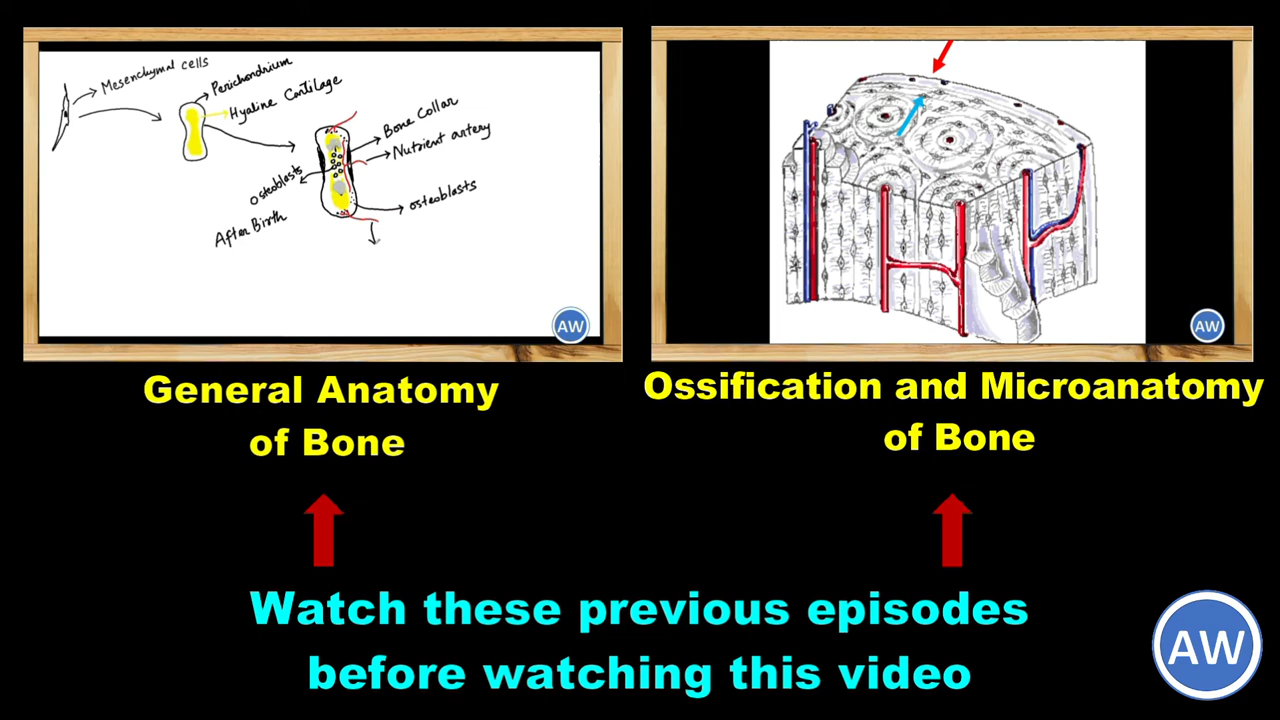 Mesenchymal cells
Perichondrium
Hyaline Cartilage
Bone Collar
Nutrient artery
osteoblasts
osteoblasts
After Birth
AW
AW
General Anatomy
of Bone
Ossification and Microanatomy
of Bone
Watch these previous episodes
before watching this video
AW